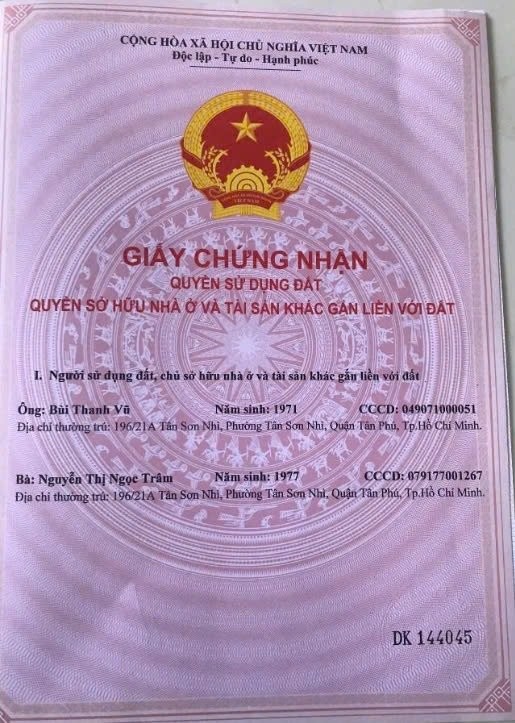 CỘNG HÒA XÃ HỘI CHỦ NGHĨA VIỆT NAM
Độc lập - Tự do - Hạnh phúc
GIẤY CHỨNG NHẬN
QUYỀN SỬ DỤNG ĐẤT
QUYỀN SỞ HỮU NHÀ Ở VÀ TÀI SẢN KHÁC GẮN LIỀN VỚI ĐẤT
I. Người sử dụng đất, chủ sở hữu nhà ở và tài sản khác gắn liền với đất
Ông: Bùi Thanh Vũ Năm sinh: 1971 CCCD: 049071000051
Địa chỉ thường trú: 196/21A Tân Sơn Nhì, Phường Tân Sơn Nhì, Quận Tân Phú, Tp.Hồ Chí Minh.
Bà: Nguyễn Thị Ngọc Trâm Năm sinh: 1977 CCCD: 079177001267
Địa chỉ thường trú: 196/21A Tân Sơn Nhì, Phường Tân Sơn Nhì, Quận Tân Phú, Tp.Hồ Chí Minh.
DK 144045